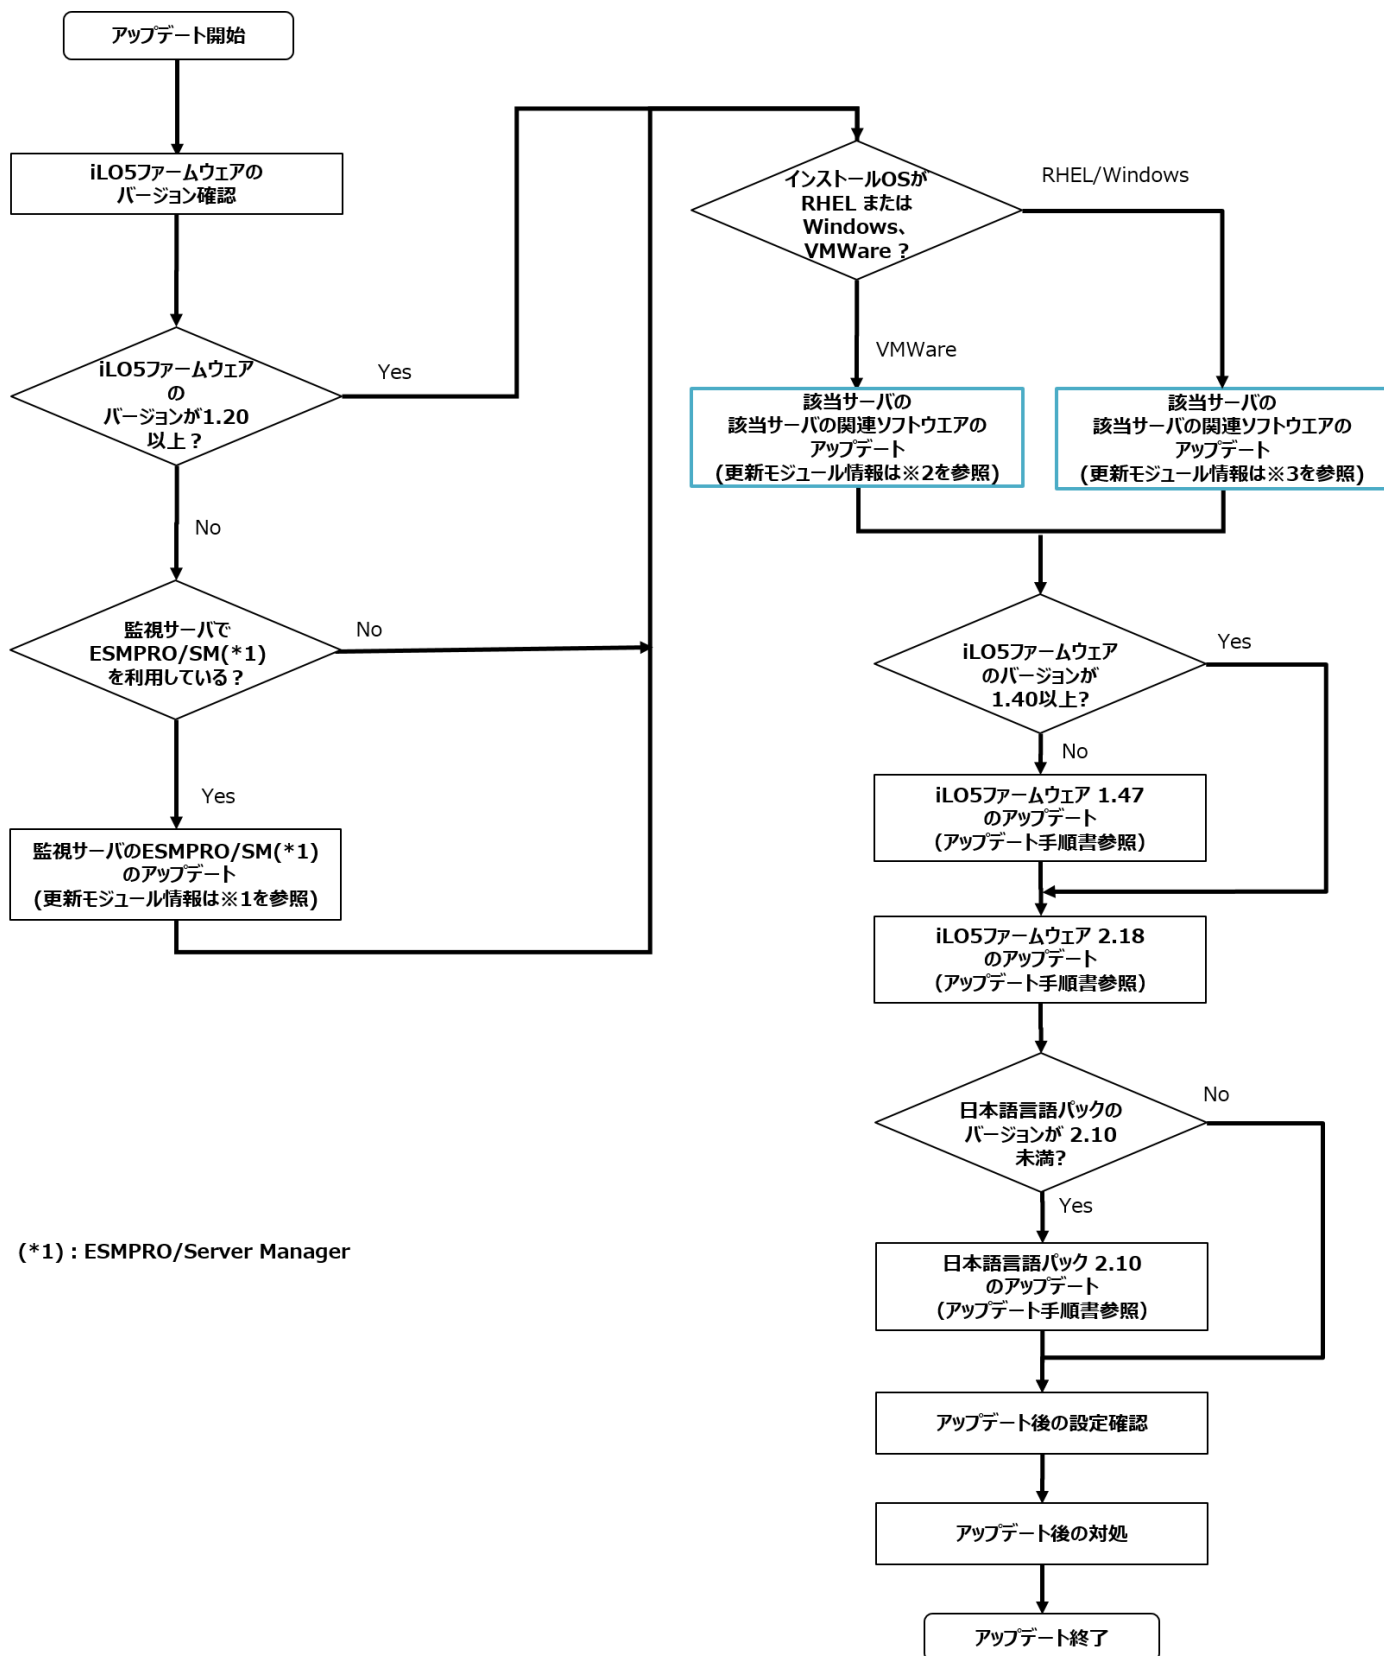 アップデート開始
iLO5ファームウェアの
バージョン確認
iLO5ファームウェア
の
バージョンが1.20
以上？
Yes
No
監視サーバで
ESMPRO/SM(*1)
を利用している？
No
Yes
監視サーバのESMPRO/SM(*1)
のアップデート
(更新モジュール情報は※1を参照)
(*1) : ESMPRO/Server Manager
インストールOSが
RHEL または
Windows、
VMWare ?
RHEL/Windows
VMWare
該当サーバの
該当サーバの関連ソフトウエアの
アップデート
(更新モジュール情報は※2を参照)
該当サーバの
該当サーバの関連ソフトウエアの
アップデート
(更新モジュール情報は※3を参照)
iLO5ファームウェア
のバージョンが
1.40以上?
Yes
No
iLO5ファームウェア 1.47
のアップデート
(アップデート手順書参照)
iLO5ファームウェア 2.18
のアップデート
(アップデート手順書参照)
日本語言語パックの
バージョンが 2.10
未満?
No
Yes
日本語言語パック 2.10
のアップデート
(アップデート手順書参照)
アップデート後の設定確認
アップデート後の対処
アップデート終了